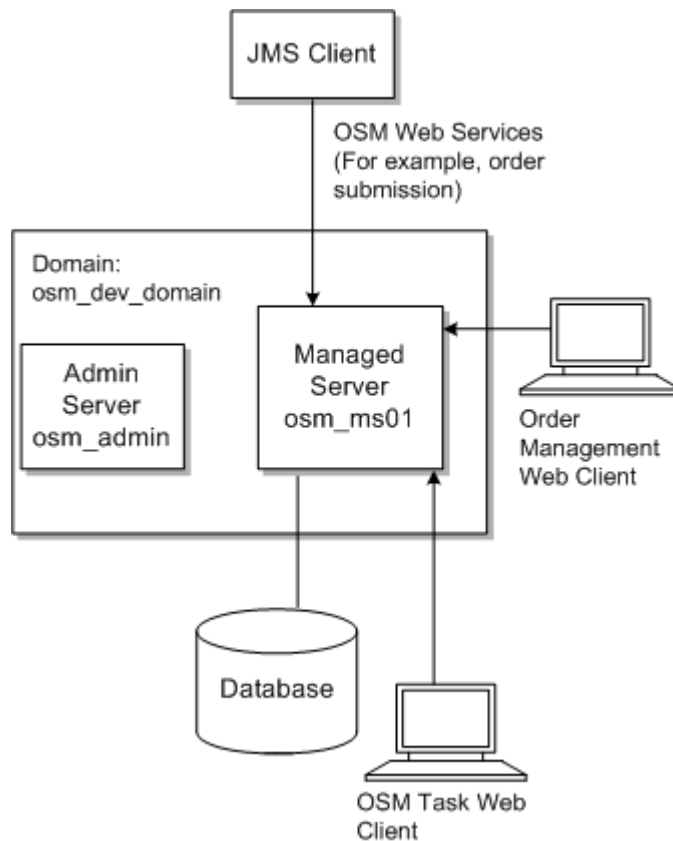 JMS Client
OSM Web Services
(For example, order
submission)
Domain:
osm_dev_domain
Admin
Server
osm_admin
Managed
Server
osm_ms01
Order
Management
Web Client
Database
OSM Task Web
Client